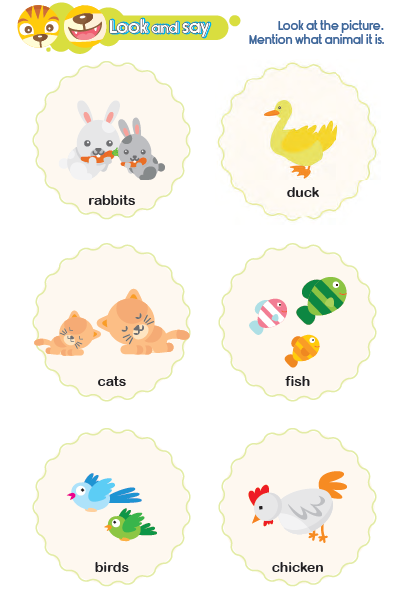 Look and say
Look at the picture.
Mention what animal it is.
rabbits
duck
cats
fish
birds
chicken